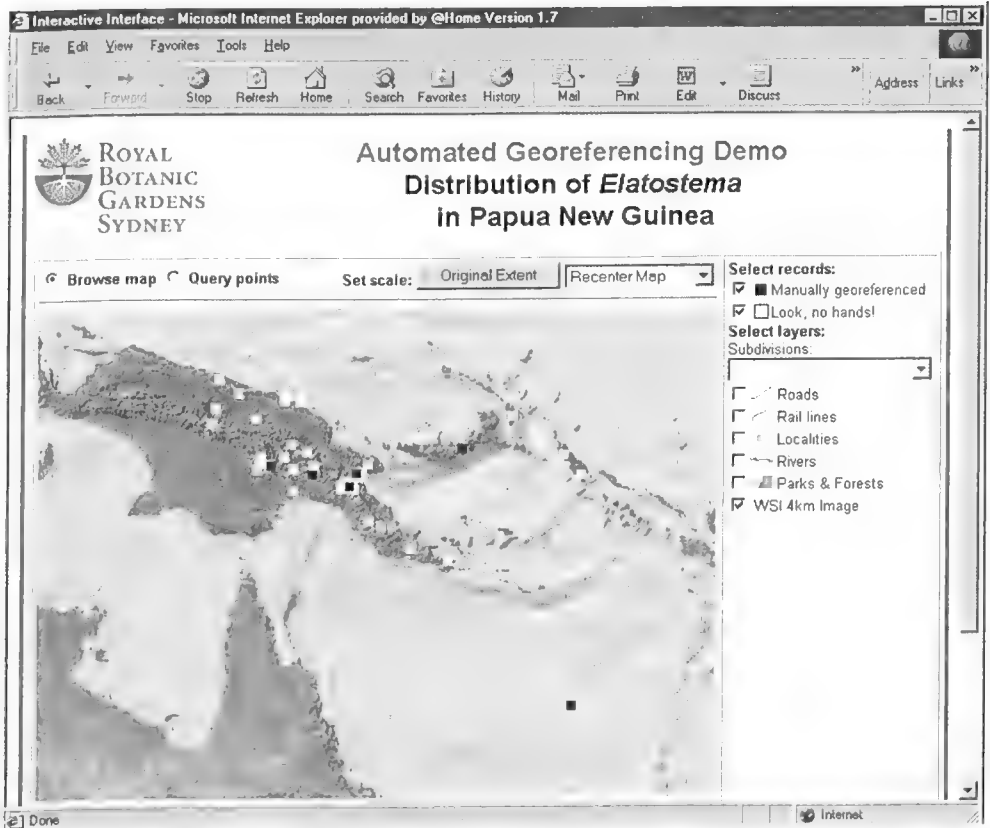 Interactive Interface - Microsoft Internet Explorer provided by @Home Version 1.7
File Edit View Favorites Tools Help
Back Forward Stop Refresh Home Search Favorites History Mail Print Edit Discuss » Address Links »
ROYAL
BOTANIC
GARDENS
SYDNEY
Automated Georeferencing Demo
Distribution of Elatostema
in Papua New Guinea
Browse map Query points Set scale: Original Extent Recenter Map
Select records:
Manually georeferenced
Look, no hands!
Select layers:
Subdivisions:
Roads
Rail lines
Localities
Rivers
Parks & Forests
WSI 4km Image
Done Internet